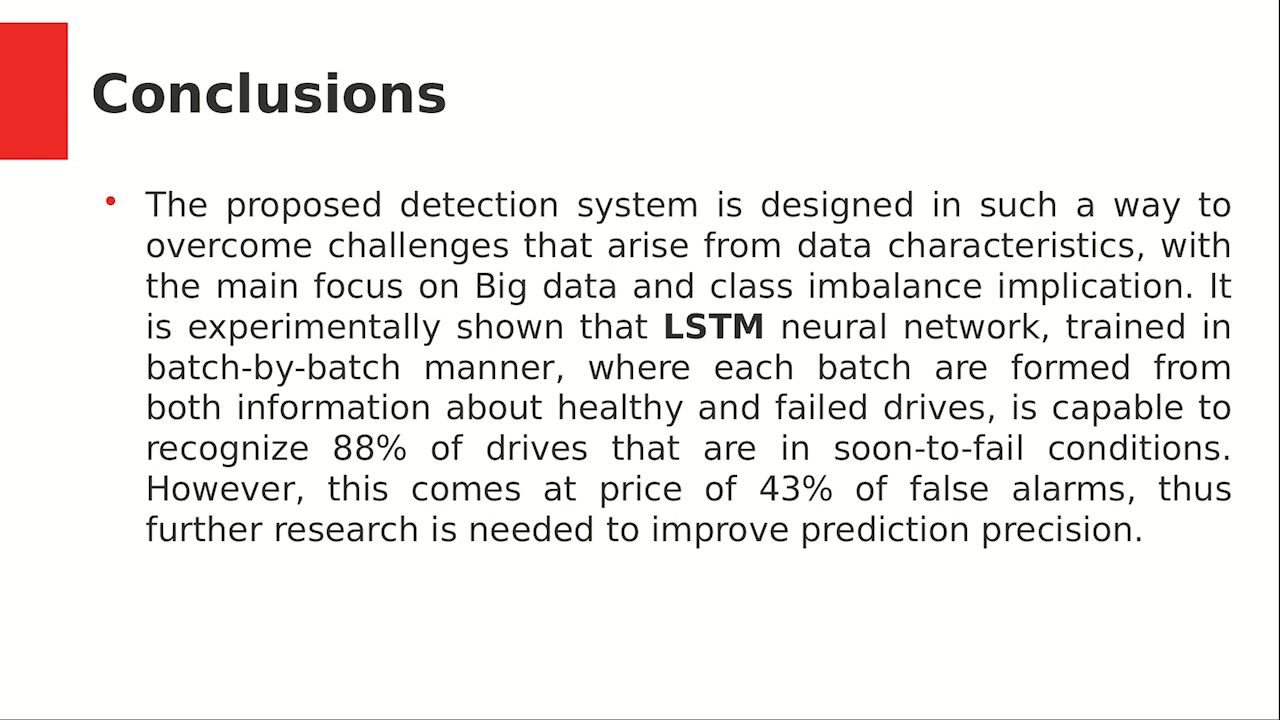 Conclusions
• The proposed detection system is designed in such a way to
overcome challenges that arise from data characteristics, with
the main focus on Big data and class imbalance implication. It
is experimentally shown that LSTM neural network, trained in
batch-by-batch manner, where each batch are formed from
both information about healthy and failed drives, is capable to
recognize 88% of drives that are in soon-to-fail conditions.
However, this comes at price of 43% of false alarms, thus
further research is needed to improve prediction precision.